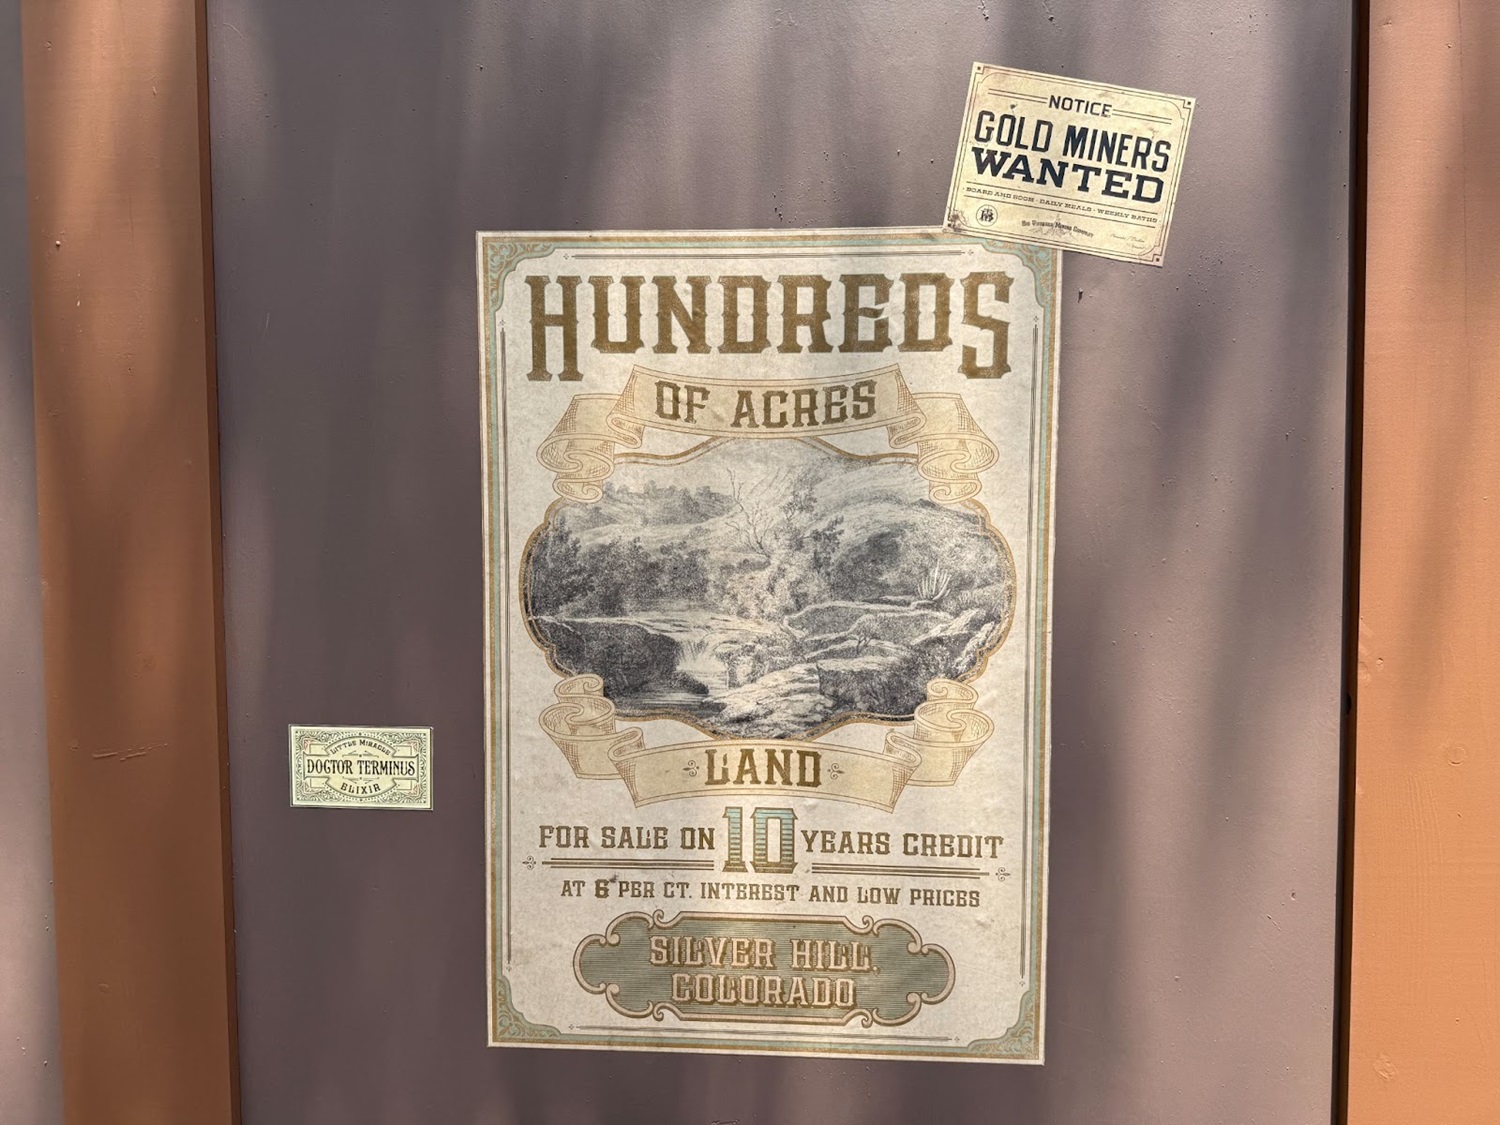 NOTICE
GOLD MINERS
WANTED
BOARD AND ROOM · DAILY MEALS · WEEKLY BATHS
HUNDREDS
OF ACRES
LAND
FOR SALE ON 10 YEARS CREDIT
AT 6 PER CT. INTEREST AND LOW PRICES
SILVER HILL,
COLORADO
LITTLE MIRACLE
DOCTOR TERMINUS
ELIXIR